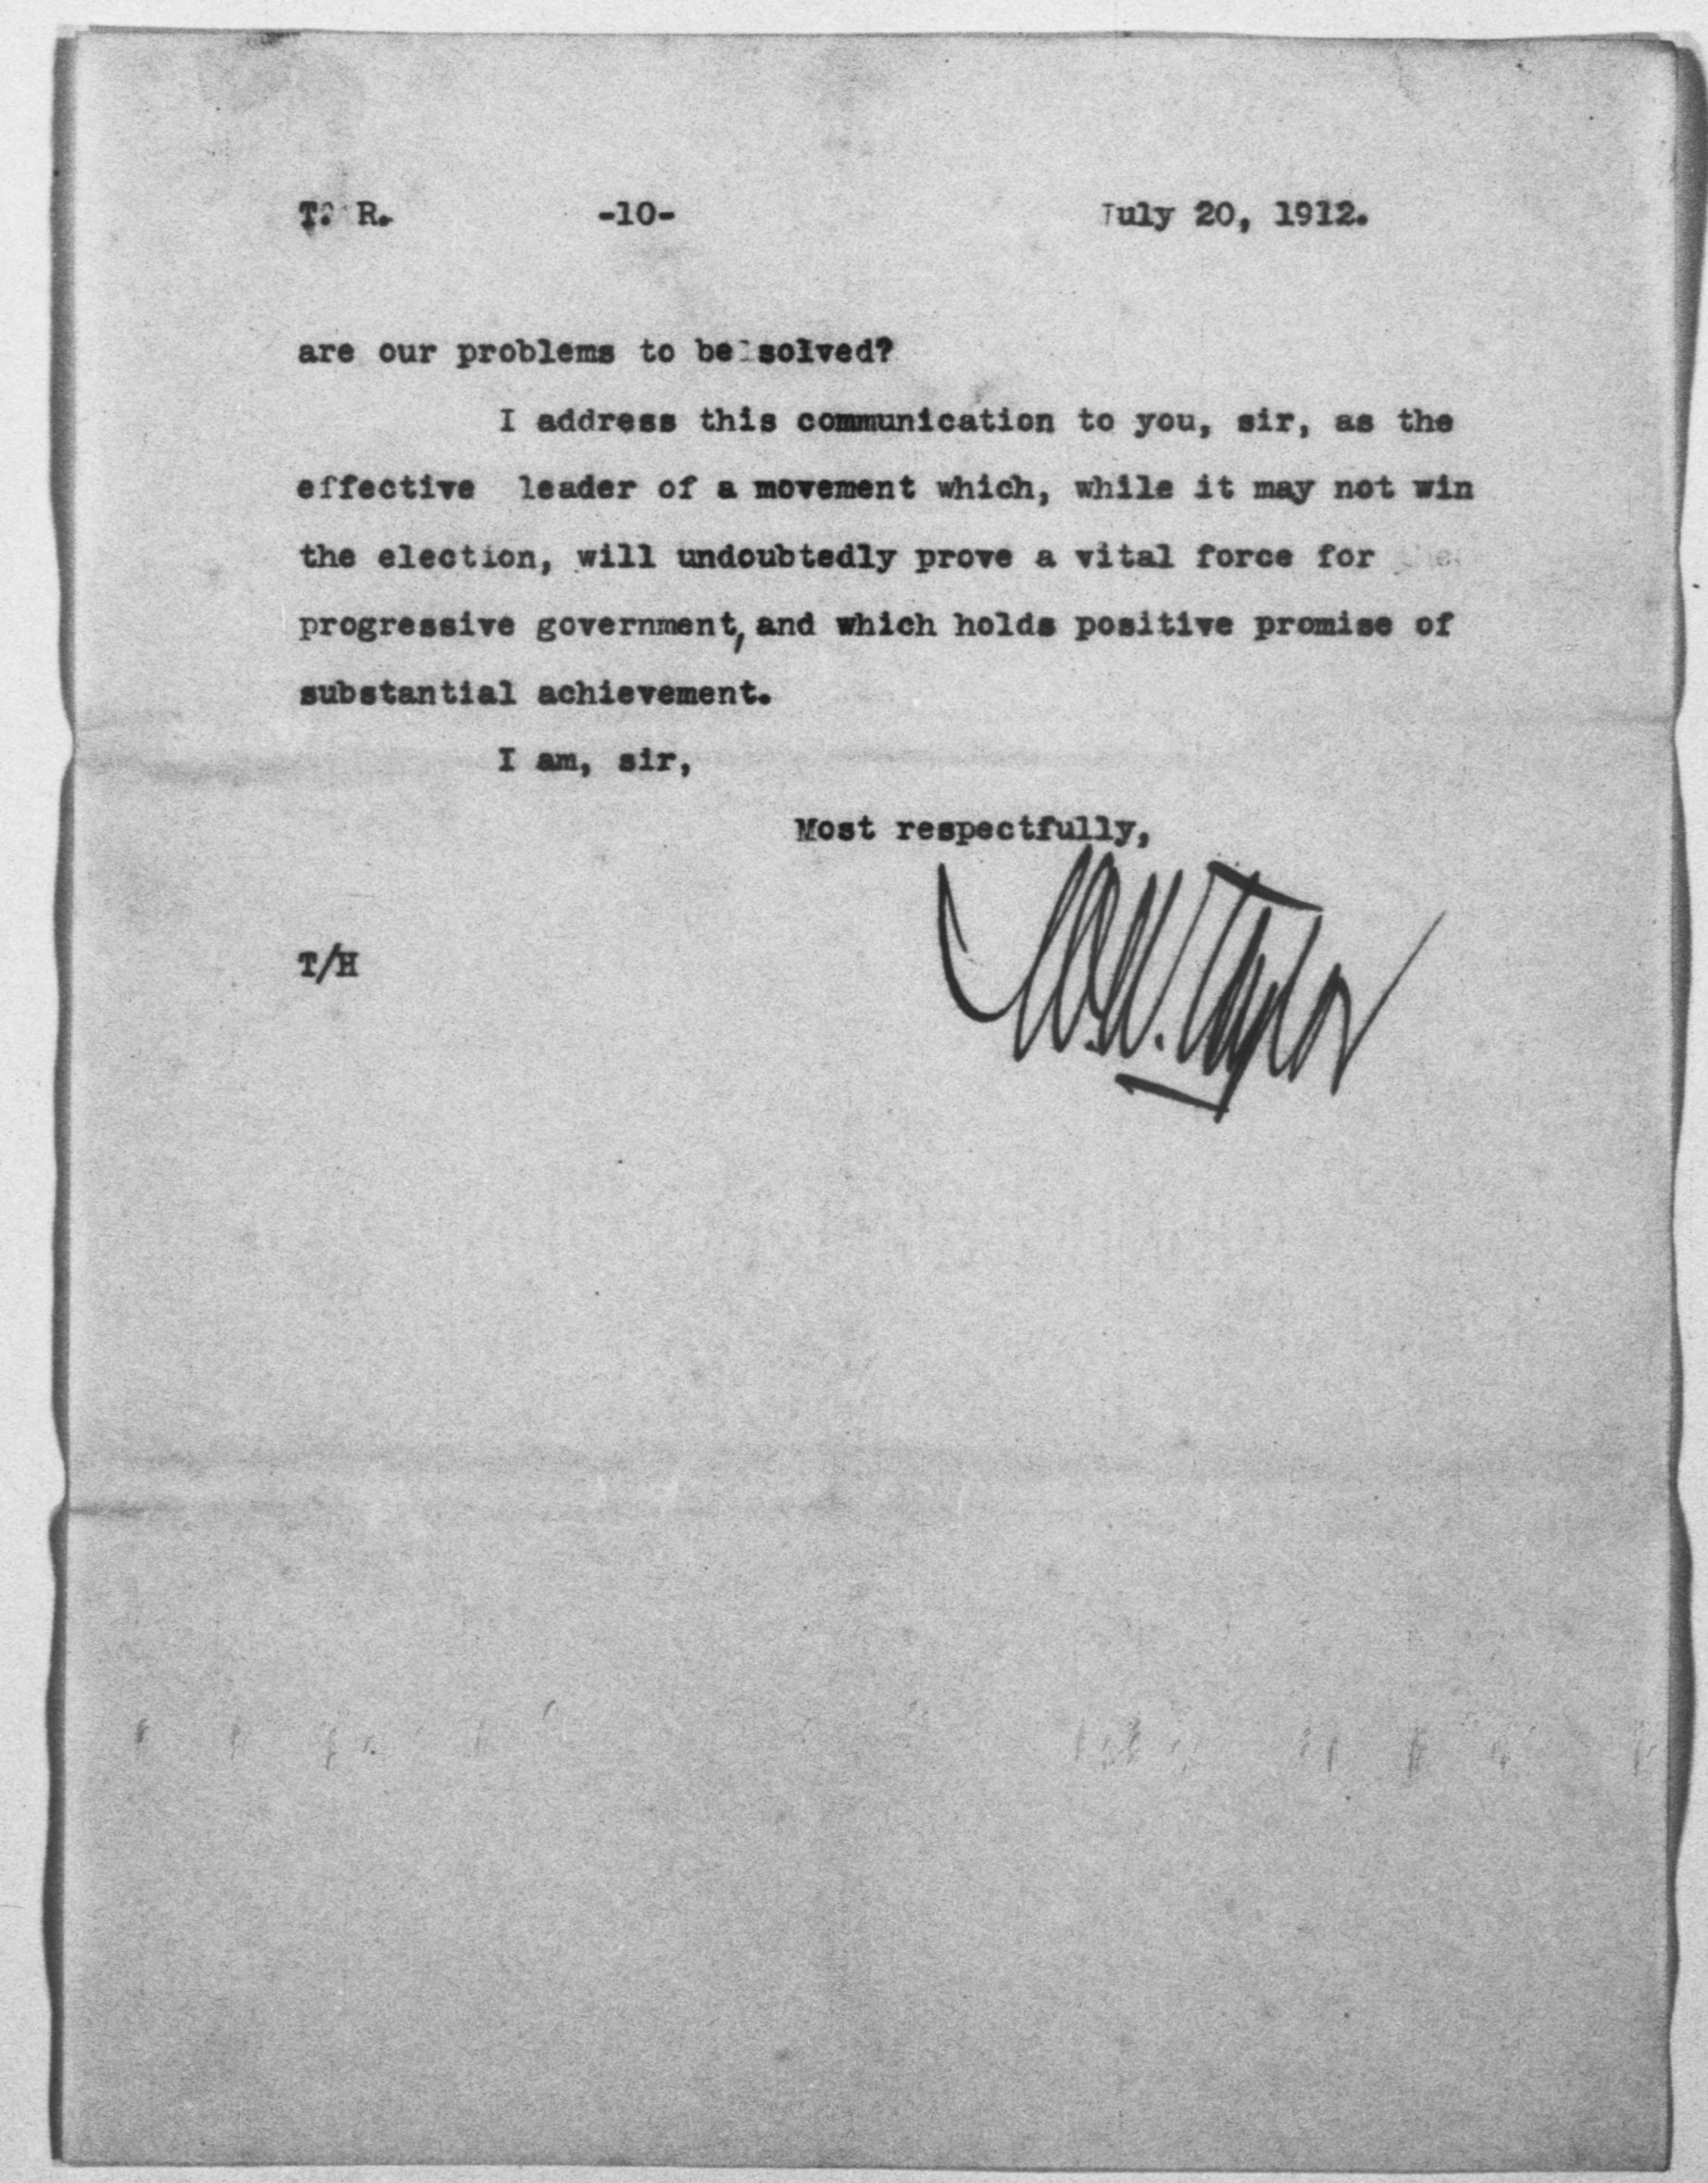 T. R. -10- July 20, 1912.
are our problems to be solved?
I address this communication to you, sir, as the
effective leader of a movement which, while it may not win
the election, will undoubtedly prove a vital force for
progressive government, and which holds positive promise of
substantial achievement.
I am, sir,
Most respectfully,
Taylor
T/H